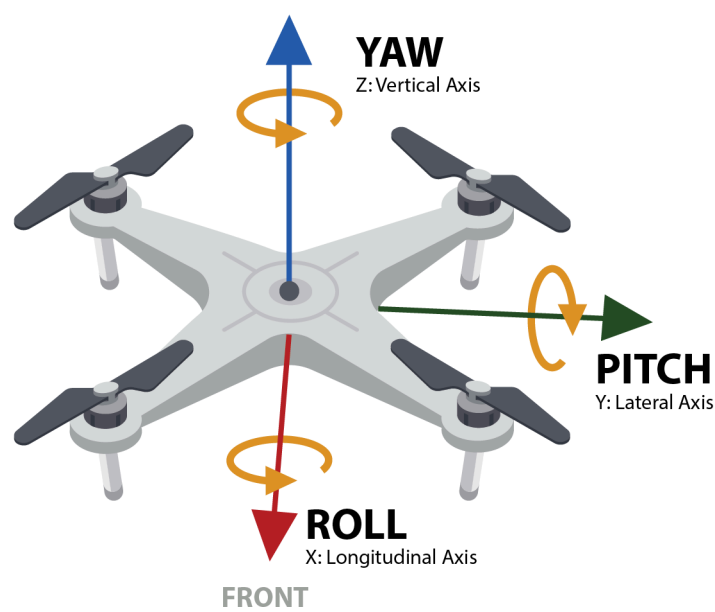 YAW
Z: Vertical Axis
PITCH
Y: Lateral Axis
ROLL
X: Longitudinal Axis
FRONT